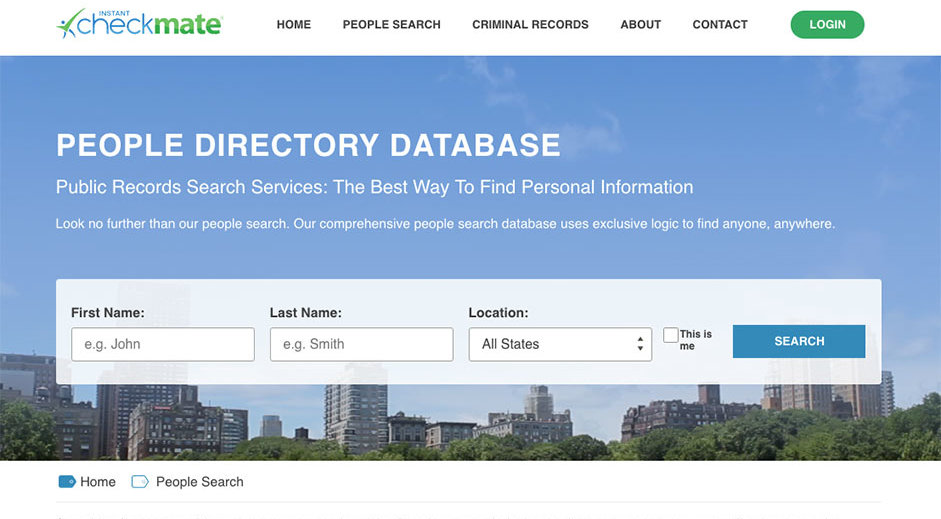 INSTANT
checkmate
HOME PEOPLE SEARCH CRIMINAL RECORDS ABOUT CONTACT LOGIN
PEOPLE DIRECTORY DATABASE
Public Records Search Services: The Best Way To Find Personal Information
Look no further than our people search. Our comprehensive people search database uses exclusive logic to find anyone, anywhere.
First Name: Last Name: Location:
e.g. John e.g. Smith All States This is me SEARCH
Home People Search